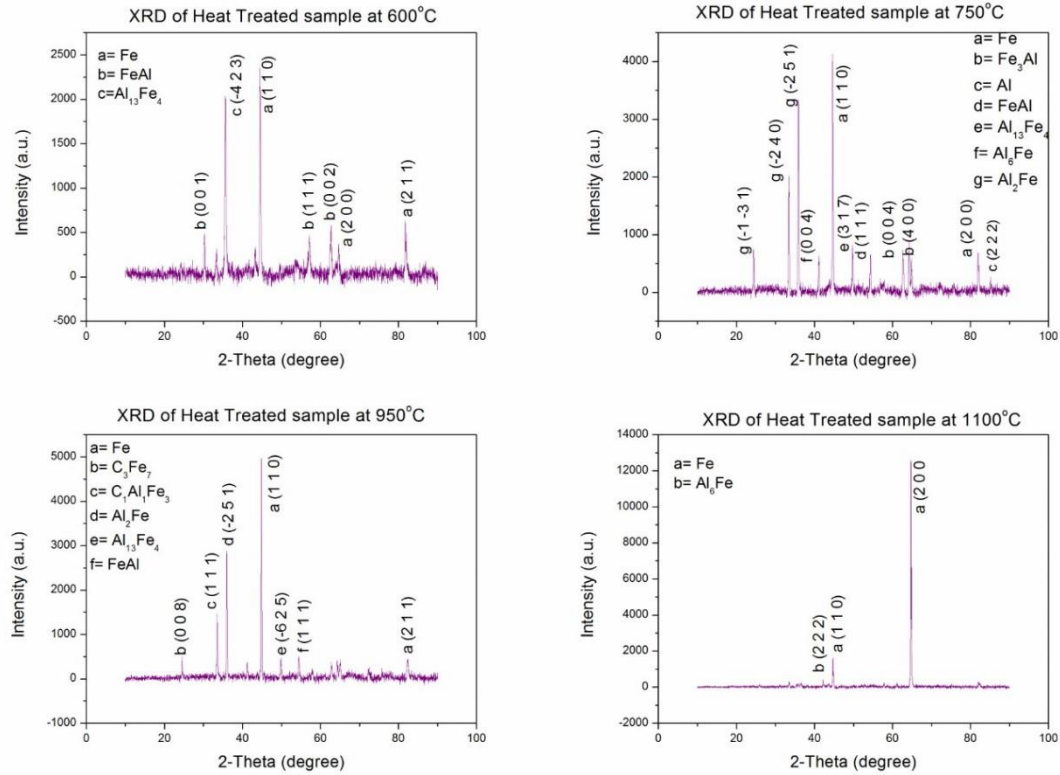 XRD of Heat Treated sample at 600°C
a= Fe
b= FeAl
c=Al₁₃Fe₄
b (0 0 1)
c (-4 2 3)
a (1 1 0)
b (1 1 1)
b (0 0 2)
a (2 0 0)
a (2 1 1)
Intensity (a.u.)
2500
2000
1500
1000
500
0
-500
0 20 40 60 80 100
2-Theta (degree)
XRD of Heat Treated sample at 750°C
a= Fe
b= Fe₃Al
c= Al
d= FeAl
e= Al₁₃Fe₄
f= Al₆Fe
g= Al₂Fe
g (-1 -3 1)
g (-2 4 0)
g (-2 5 1)
f (0 0 4)
a (1 1 0)
e (3 1 7)
d (1 1 1)
b (0 0 4)
b (4 0 0)
a (2 0 0)
c (2 2 2)
Intensity (a.u.)
4000
3000
2000
1000
0
0 20 40 60 80 100
2-Theta (degree)
XRD of Heat Treated sample at 950°C
a= Fe
b= C₃Fe₇
c= C₁Al₁Fe₃
d= Al₂Fe
e= Al₁₃Fe₄
f= FeAl
b (0 0 8)
c (1 1 1)
d (-2 5 1)
a (1 1 0)
e (-6 2 5)
f (1 1 1)
a (2 1 1)
Intensity (a.u.)
5000
4000
3000
2000
1000
0
-1000
0 20 40 60 80 100
2-Theta (degree)
XRD of Heat Treated sample at 1100°C
a= Fe
b= Al₆Fe
b (2 2 2)
a (1 1 0)
a (2 0 0
Intensity (a.u.)
14000
12000
10000
8000
6000
4000
2000
0
-2000
0 20 40 60 80 100
2-Theta (degree)